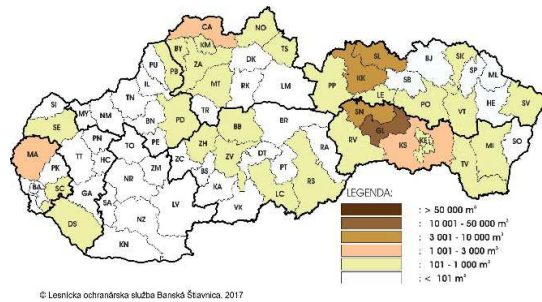 CA
NO
BY
KM
TS
PU
PB
ZA
DK
IL
MT
RK
LM
TN
SI
MY
NM
BN
PD
TR
SE
PN
PE
BB
BR
MA
PK
TT
HC
TO
ZH
ZC
ZV
DT
RA
BA
SC
GA
NR
ZM
BS
KA
PT
RS
SA
LV
VK
LC
DS
NZ
KN
SL
BJ
SK
KK
SB
SP
ML
PP
LE
PO
VT
HE
SV
SN
GL
RV
KS
KE
TV
MI
SO
LEGENDA:
: > 50 000 m³
: 10 001 - 50 000 m³
: 3 001 - 10 000 m³
: 1 001 - 3 000 m³
: 101 - 1 000 m³
: < 101 m³
© Lesnícka ochranárska služba Banská Štiavnica, 2017